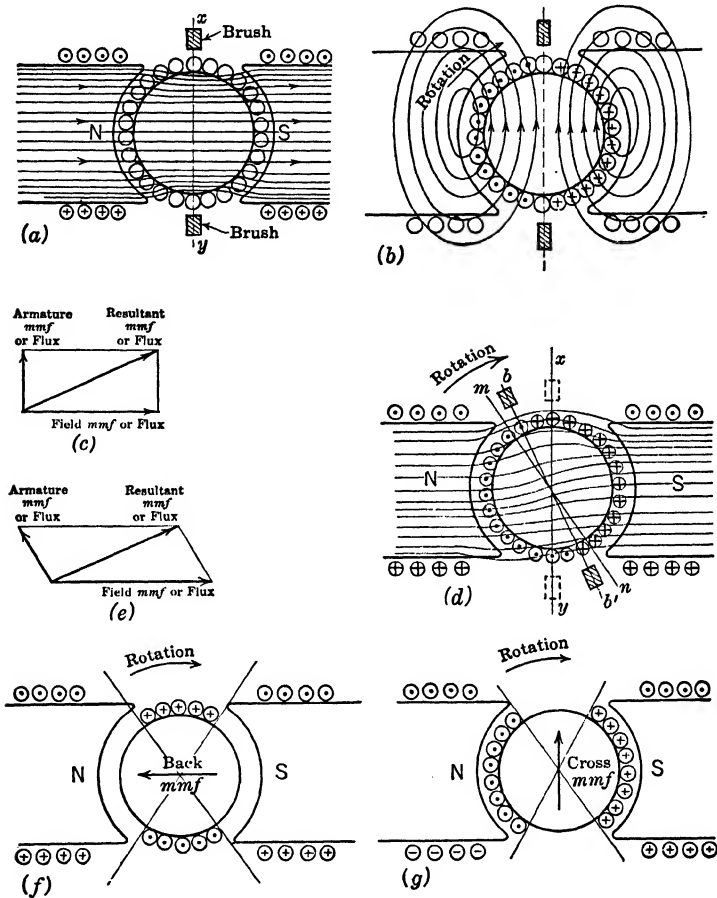 x
Brush
N
S
y
Brush
(a)
Rotation
(b)
Armature
mmf
or Flux
Resultant
mmf
or Flux
Field mmf or Flux
(c)
Armature
mmf
or Flux
Resultant
mmf
or Flux
Field mmf or Flux
(e)
Rotation
m
b
x
N
S
y
b'
n
(d)
Rotation
N
Back
mmf
S
(f)
Rotation
N
Cross
mmf
S
(g)